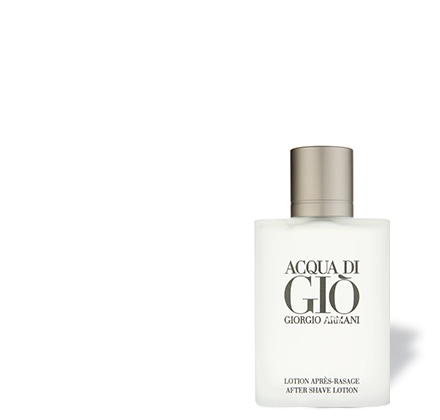 ACQUA DI
GIÒ
GIORGIO ARMANI
LOTION APRÈS-RASAGE
AFTER SHAVE LOTION